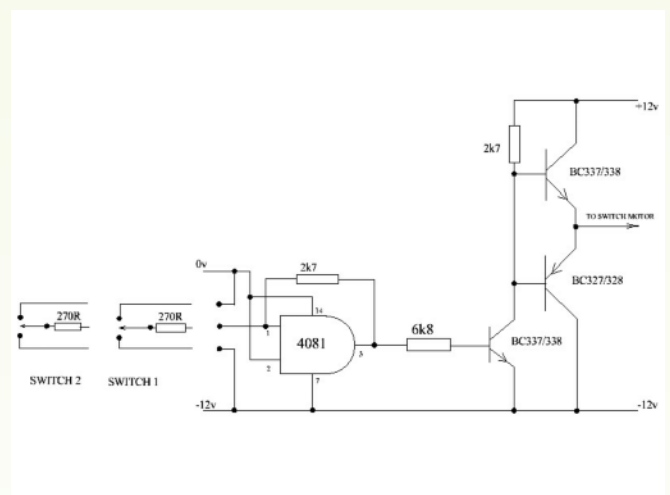 +12v
2k7
BC337/338
TO SWITCH MOTOR
0v
2k7
BC327/328
270R
270R
14
1
4081
3
6k8
BC337/338
2
SWITCH 2
SWITCH 1
7
-12v
-12v